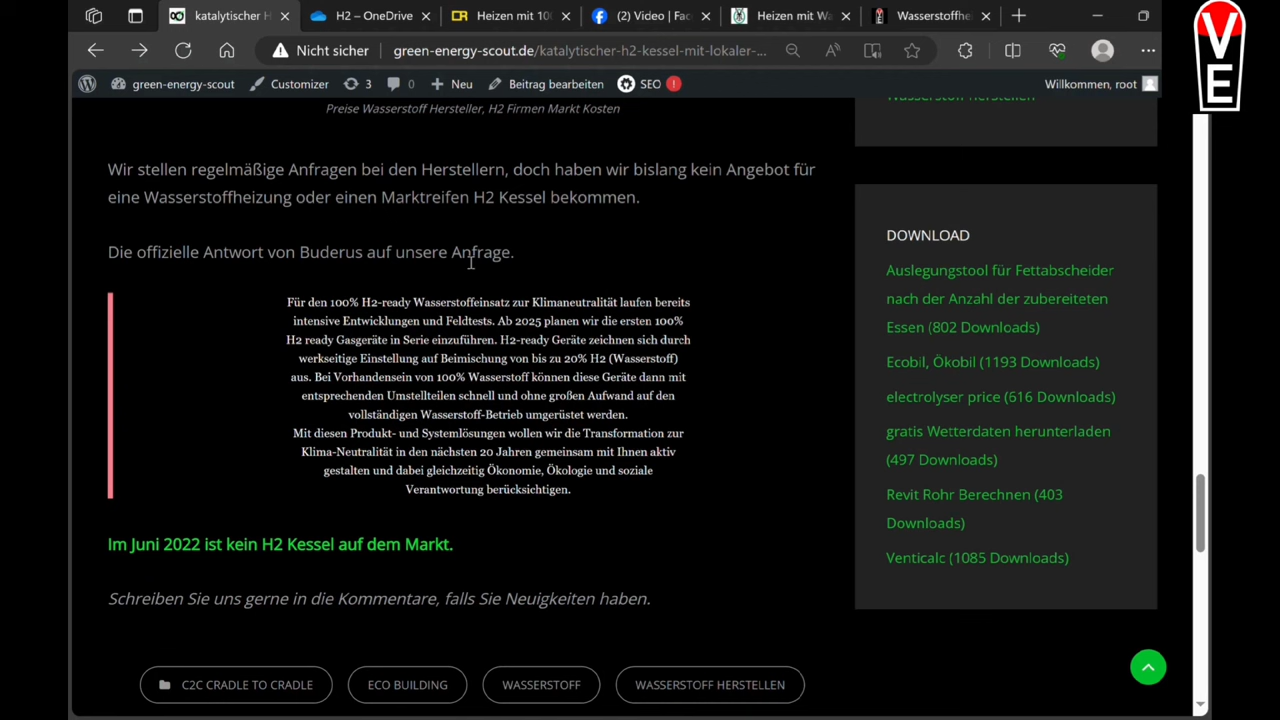 katalytischer H
H2 – OneDrive
Heizen mit 10
(2) Video | Fac
Heizen mit Wa
Wasserstoffhe
Nicht sicher
green-energy-scout.de/katalytischer-h2-kessel-mit-lokaler-...
green-energy-scout
Customizer
3
0
Neu
Beitrag bearbeiten
SEO !
Willkommen, root
VE
Preise Wasserstoff Hersteller, H2 Firmen Markt Kosten
Wir stellen regelmäßige Anfragen bei den Herstellern, doch haben wir bislang kein Angebot für
eine Wasserstoffheizung oder einen Marktreifen H2 Kessel bekommen.
Die offizielle Antwort von Buderus auf unsere Anfrage.
Für den 100% H2-ready Wasserstoffeinsatz zur Klimaneutralität laufen bereits
intensive Entwicklungen und Feldtests. Ab 2025 planen wir die ersten 100%
H2 ready Gasgeräte in Serie einzuführen. H2-ready Geräte zeichnen sich durch
werkseitige Einstellung auf Beimischung von bis zu 20% H2 (Wasserstoff)
aus. Bei Vorhandensein von 100% Wasserstoff können diese Geräte dann mit
entsprechenden Umstellteilen schnell und ohne großen Aufwand auf den
vollständigen Wasserstoff-Betrieb umgerüstet werden.
Mit diesen Produkt- und Systemlösungen wollen wir die Transformation zur
Klima-Neutralität in den nächsten 20 Jahren gemeinsam mit Ihnen aktiv
gestalten und dabei gleichzeitig Ökonomie, Ökologie und soziale
Verantwortung berücksichtigen.
Im Juni 2022 ist kein H2 Kessel auf dem Markt.
Schreiben Sie uns gerne in die Kommentare, falls Sie Neuigkeiten haben.
C2C CRADLE TO CRADLE
ECO BUILDING
WASSERSTOFF
WASSERSTOFF HERSTELLEN
Wasserstoff herstellen
DOWNLOAD
Auslegungstool für Fettabscheider
nach der Anzahl der zubereiteten
Essen (802 Downloads)
Ecobil, Ökobil (1193 Downloads)
electrolyser price (616 Downloads)
gratis Wetterdaten herunterladen
(497 Downloads)
Revit Rohr Berechnen (403
Downloads)
Venticalc (1085 Downloads)